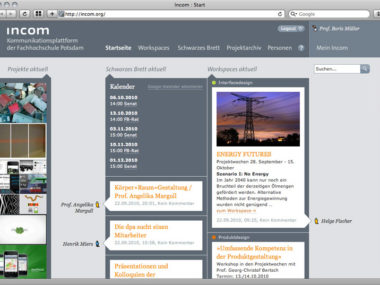 Incom : Start
http://incom.org/
incom
Kommunikationsplattform
der Fachhochschule Potsdam
Startseite
Workspaces
Schwarzes Brett
Projektarchiv
Personen
Logout
?
Prof. Boris Müller
Mein Incom
Projekte aktuell
Schwarzes Brett aktuell
Workspaces aktuell
Suchen...
Kalender
06.10.2010
14:00 Senat
13.10.2010
14:00 FB-Rat
03.11.2010
14:00 Senat
10.11.2010
14:00 FB-Rat
01.12.2010
14:00 Senat
Körper+Raum=Gestaltung /
Prof. Angelika Margull
22.09.2010, 20:01, Kein Kommentar
Prof. Angelika
Margull
Die dpa sucht einen
Mitarbeiter
22.09.2010, 10:38, Kein Kommentar
Henrik Miers
Präsentationen und
Kolloquien der
Interfacedesign
ENERGY FUTURES
Projektwochen 28. September - 15.
Oktober
Scenario 1: No Energy
Im Jahr 2040 kann nur noch ein
Bruchteil der derzeitigen Ölmengen
gefördert werden. Alternative
Methoden zur Energiegewinnung
wurden nicht genug ...
zum Workspace →
22.09.2010, 09:25, Kein Kommentar
Produktdesign
»Umfassende Kompetenz in
der Produktgestaltung«
Workshop in den Projektwochen mit
Prof. Georg-Christof Bertsch
Termin: 13./14.10.2010